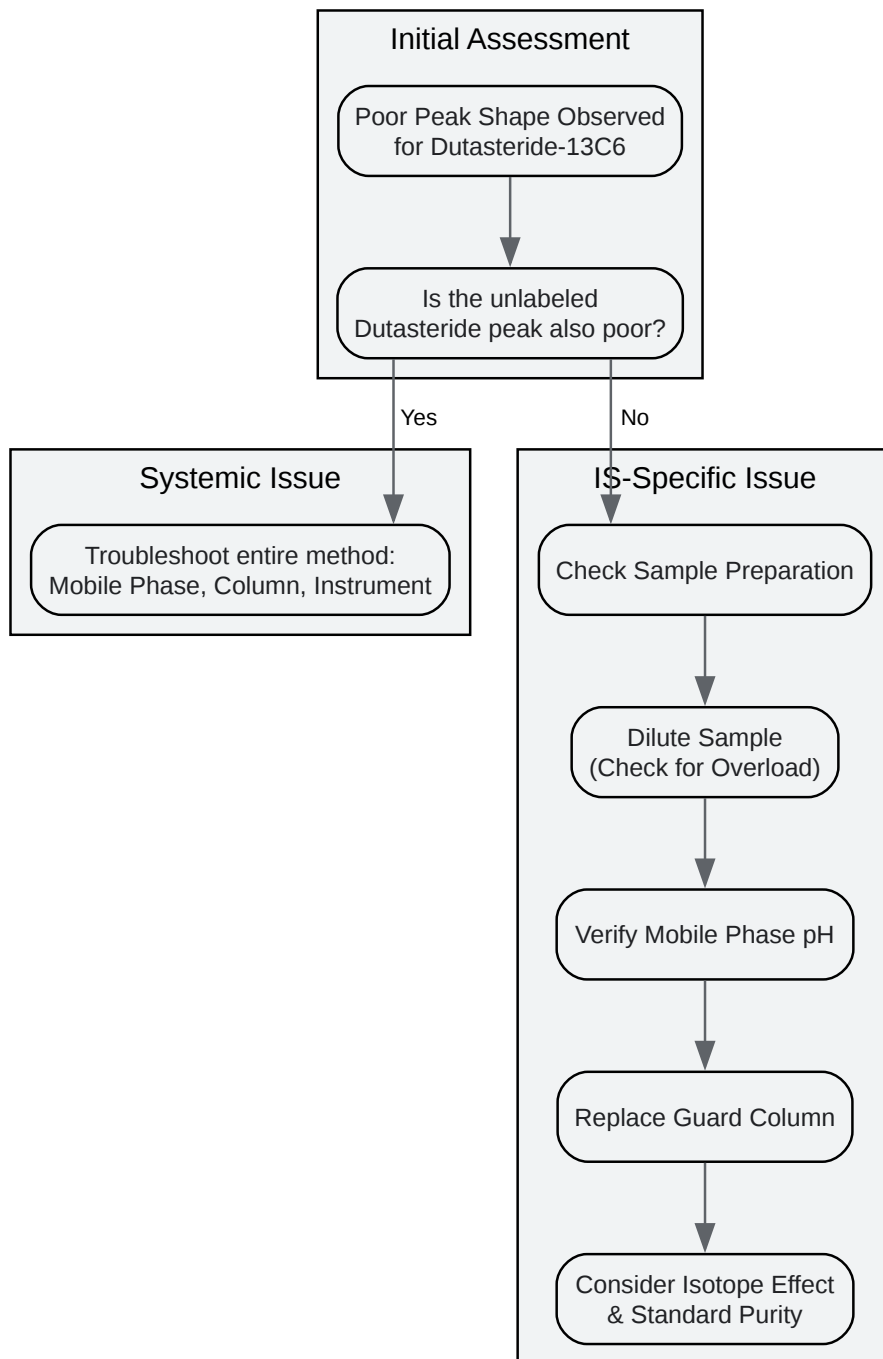 Initial Assessment
Poor Peak Shape Observed
for Dutasteride-13C6
Is the unlabeled
Dutasteride peak also poor?
Yes
No
Systemic Issue
Troubleshoot entire method:
Mobile Phase, Column, Instrument
IS-Specific Issue
Check Sample Preparation
Dilute Sample
(Check for Overload)
Verify Mobile Phase pH
Replace Guard Column
Consider Isotope Effect
& Standard Purity